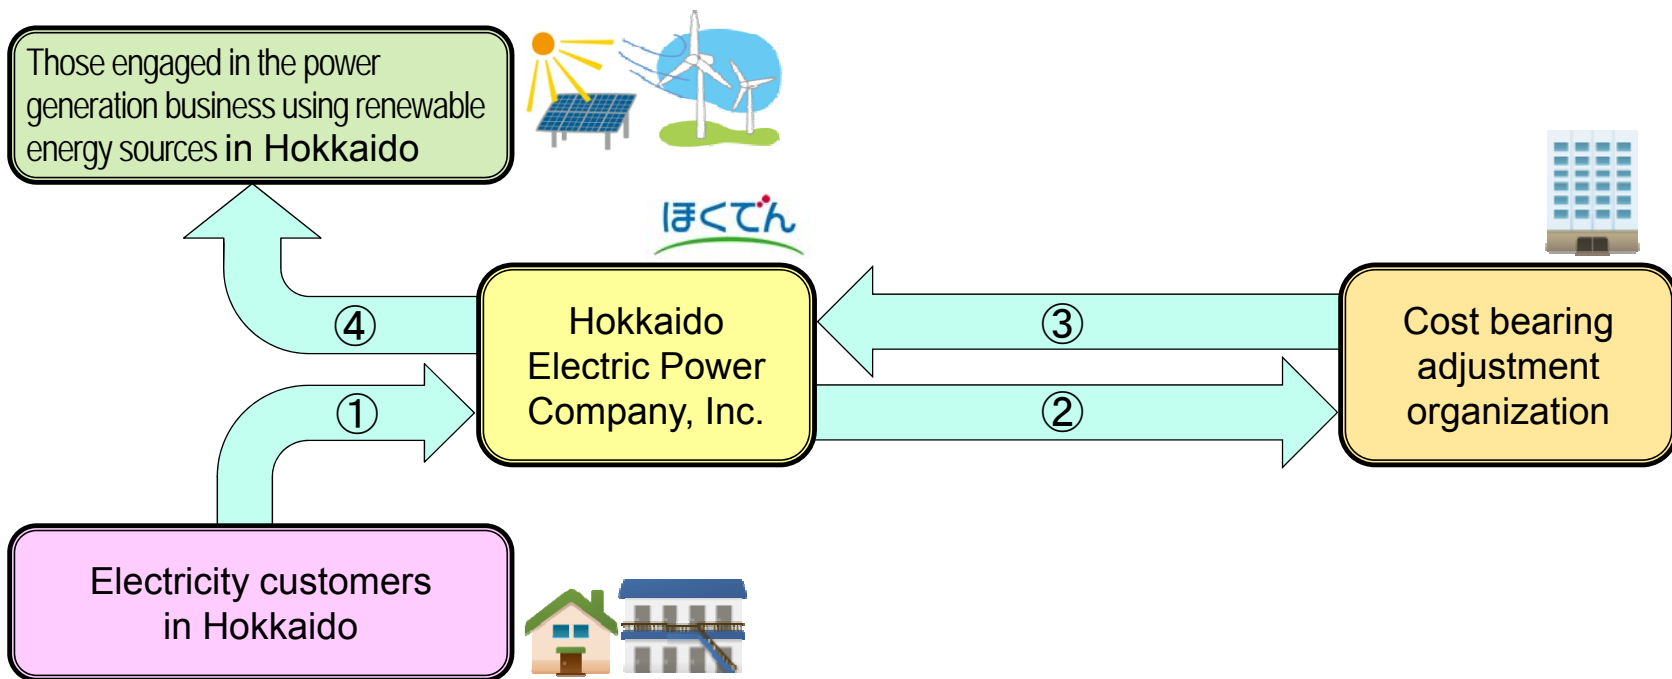 Those engaged in the power
generation business using renewable
energy sources in Hokkaido
ほくでん
④
Hokkaido
Electric Power
Company, Inc.
③
Cost bearing
adjustment
organization
①
②
Electricity customers
in Hokkaido